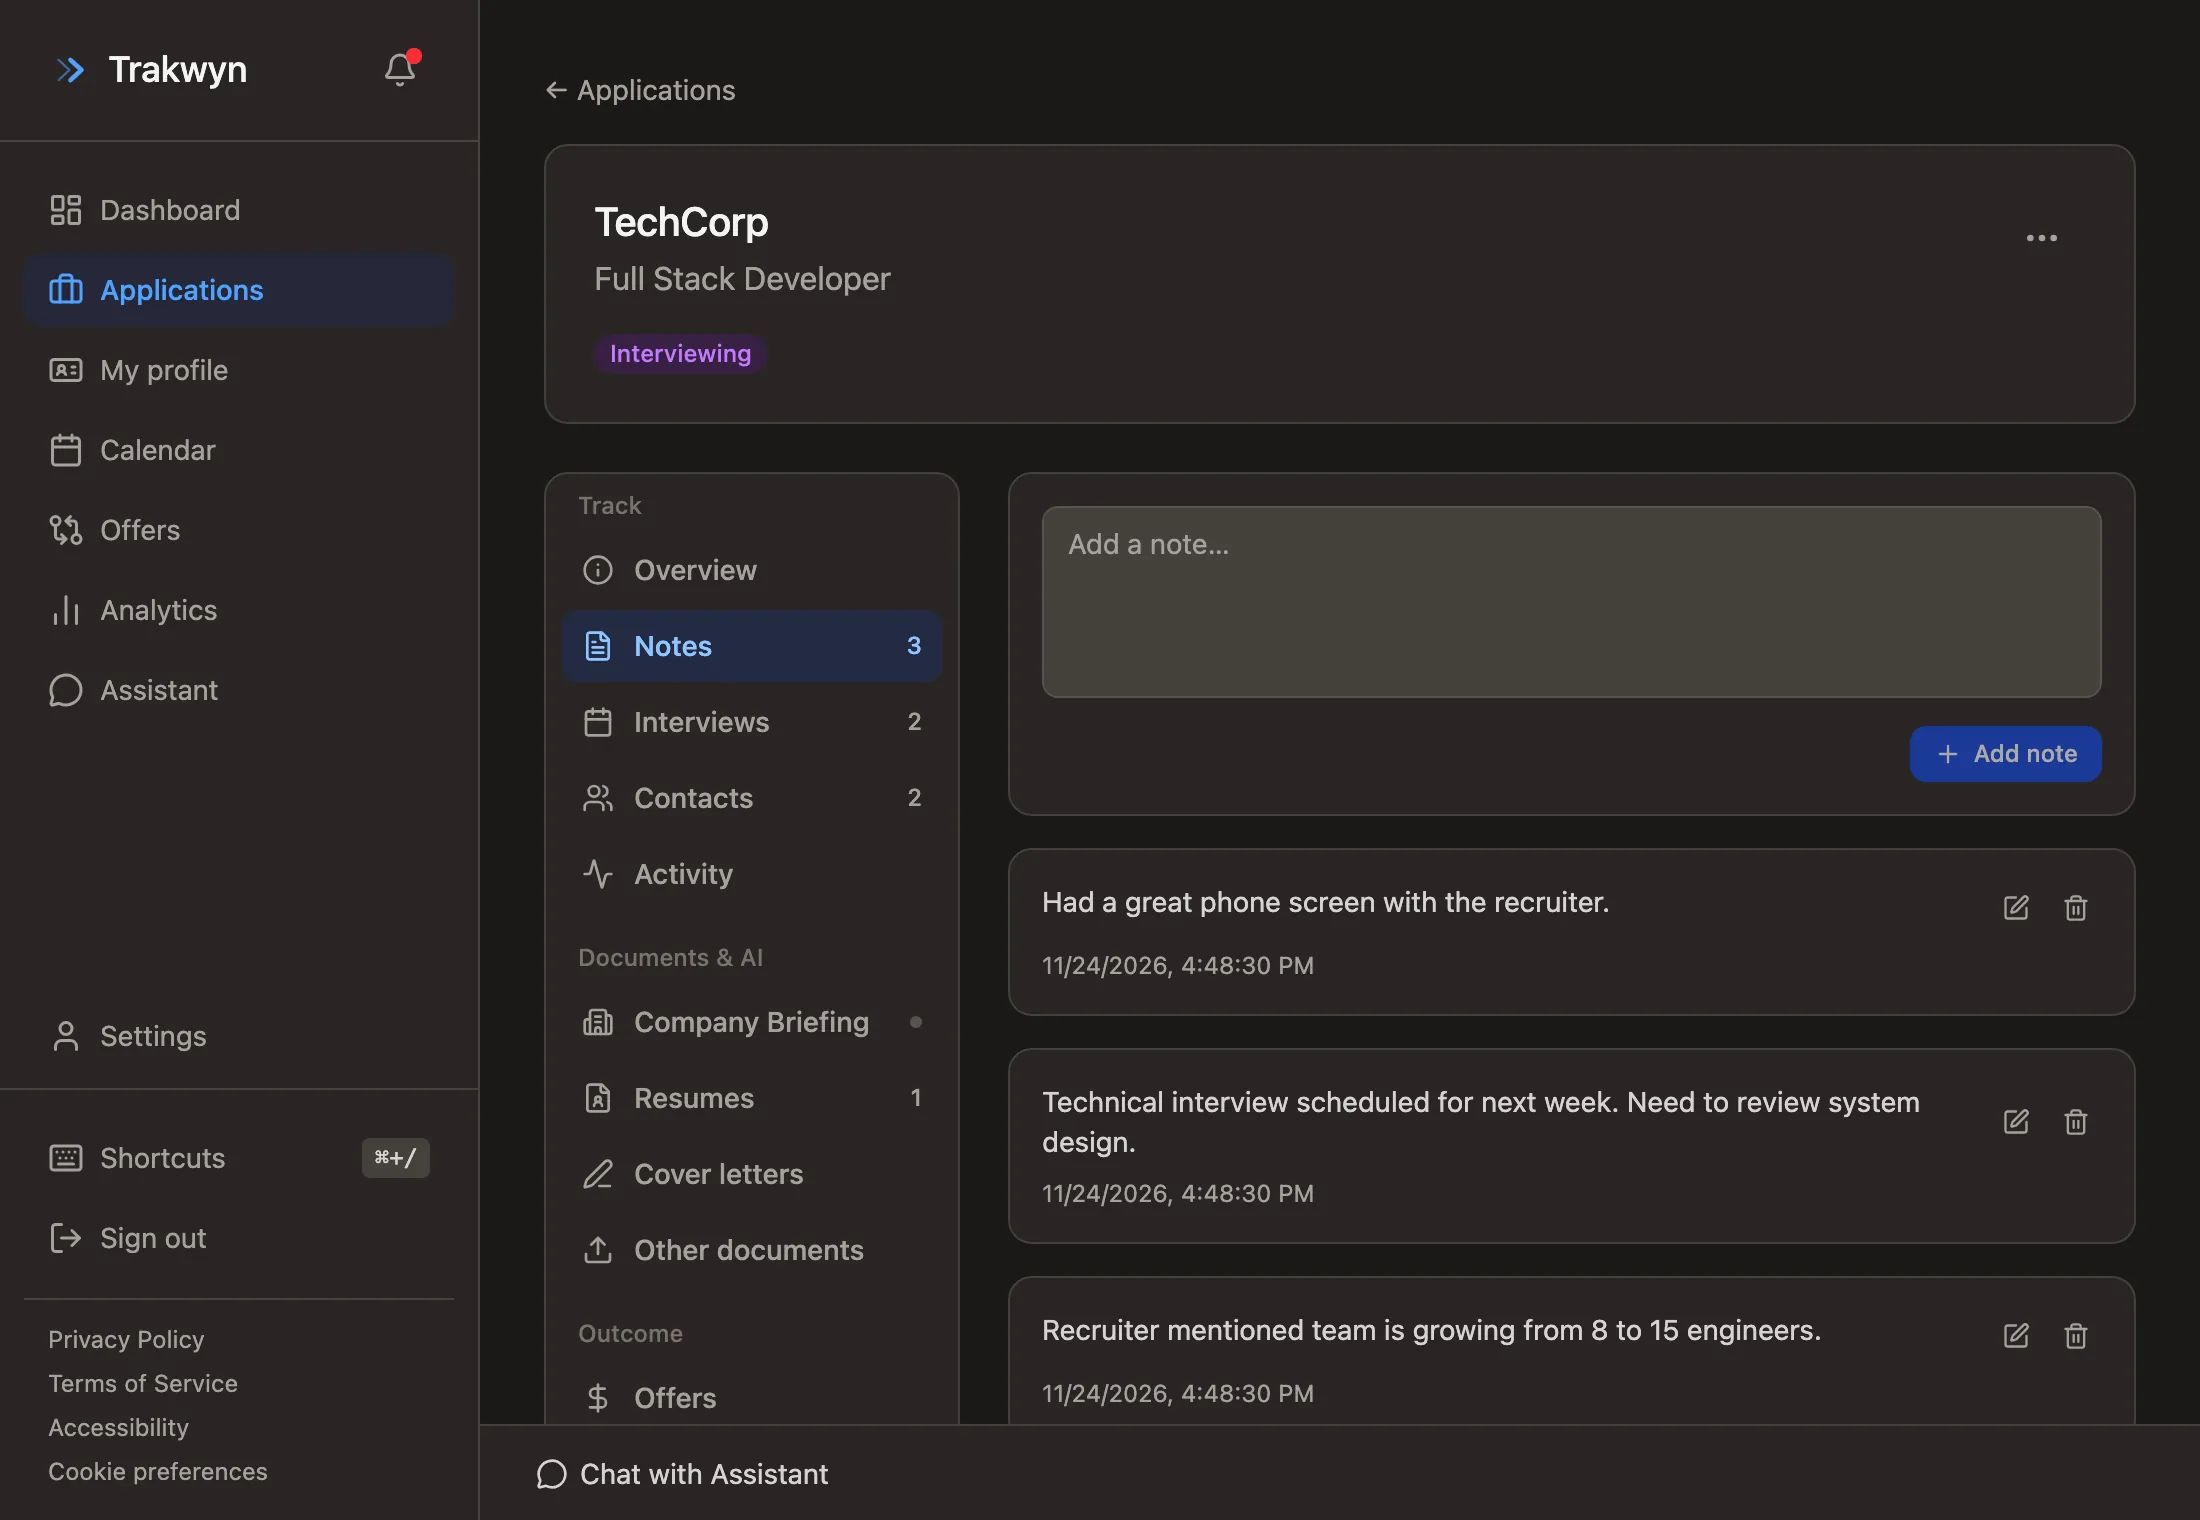 Trakwyn
Dashboard
Applications
My profile
Calendar
Offers
Analytics
Assistant
Settings
Shortcuts
⌘+/
Sign out
Privacy Policy
Terms of Service
Accessibility
Cookie preferences
← Applications
TechCorp
Full Stack Developer
Interviewing
Track
Overview
Notes 3
Interviews 2
Contacts 2
Activity
Documents & AI
Company Briefing
Resumes 1
Cover letters
Other documents
Outcome
Offers
Add a note...
+ Add note
Had a great phone screen with the recruiter.
11/24/2026, 4:48:30 PM
Technical interview scheduled for next week. Need to review system
design.
11/24/2026, 4:48:30 PM
Recruiter mentioned team is growing from 8 to 15 engineers.
11/24/2026, 4:48:30 PM
Chat with Assistant